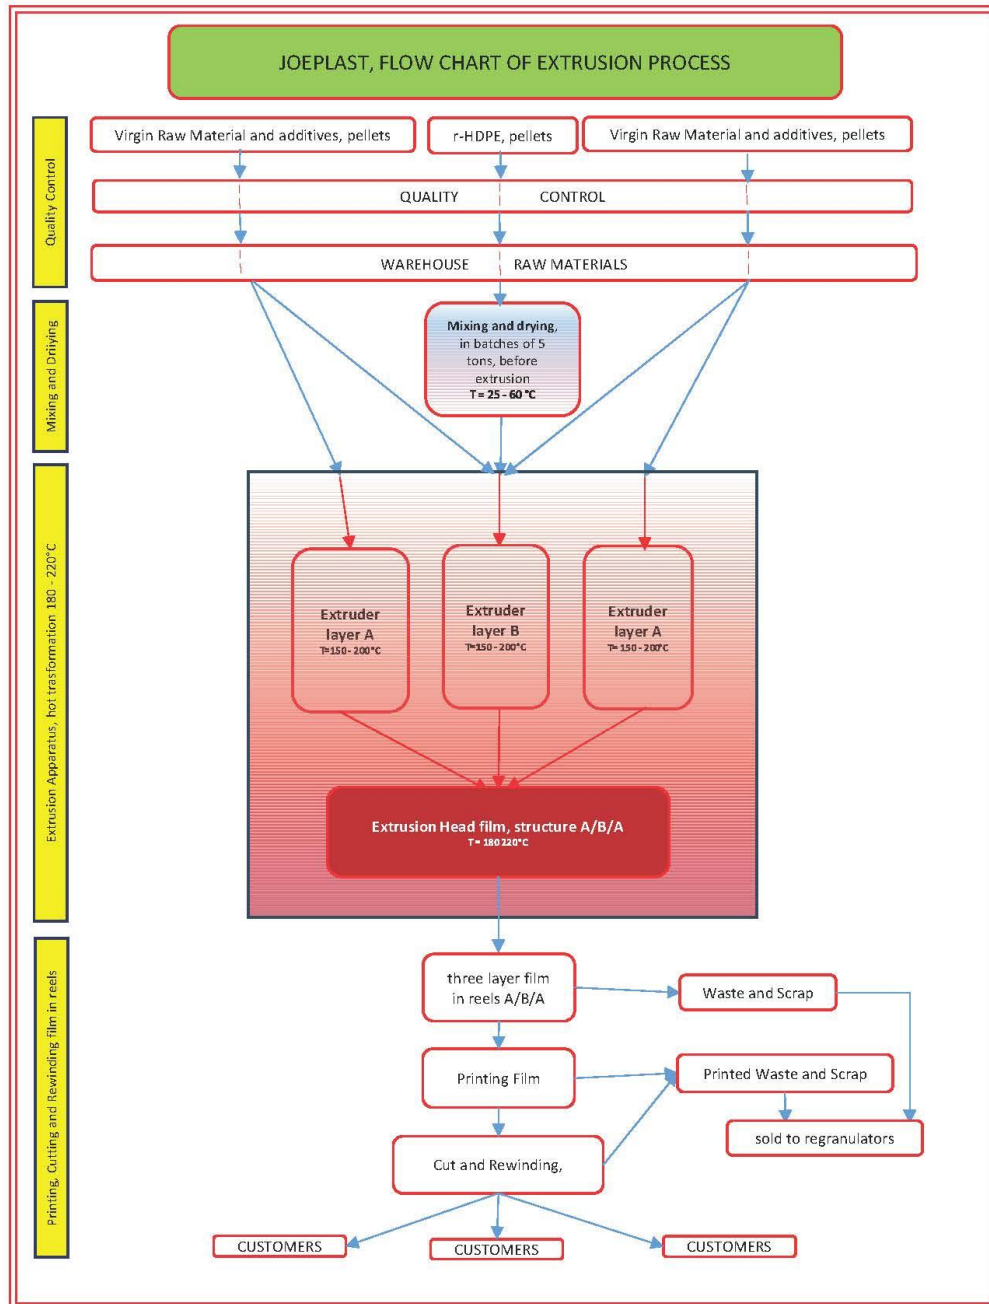 JOEPLAST, FLOW CHART OF EXTRUSION PROCESS
Quality Control
Virgin Raw Material and additives, pellets
r-HDPE, pellets
Virgin Raw Material and additives, pellets
QUALITY CONTROL
WAREHOUSE RAW MATERIALS
Mixing and Driying
Mixing and drying,
in batches of 5
tons, before
extrusion
T = 25 - 60 °C
Extrusion Apparatus, hot trasformation 180 - 220°C
Extruder
layer A
T=150 - 200°C
Extruder
layer B
T=150 - 200°C
Extruder
layer A
T=150 - 200°C
Extrusion Head film, structure A/B/A
T = 180 220°C
Printing, Cutting and Rewinding film in reels
three layer film
in reels A/B/A
Waste and Scrap
Printing Film
Printed Waste and Scrap
sold to regranulators
Cut and Rewinding,
CUSTOMERS
CUSTOMERS
CUSTOMERS